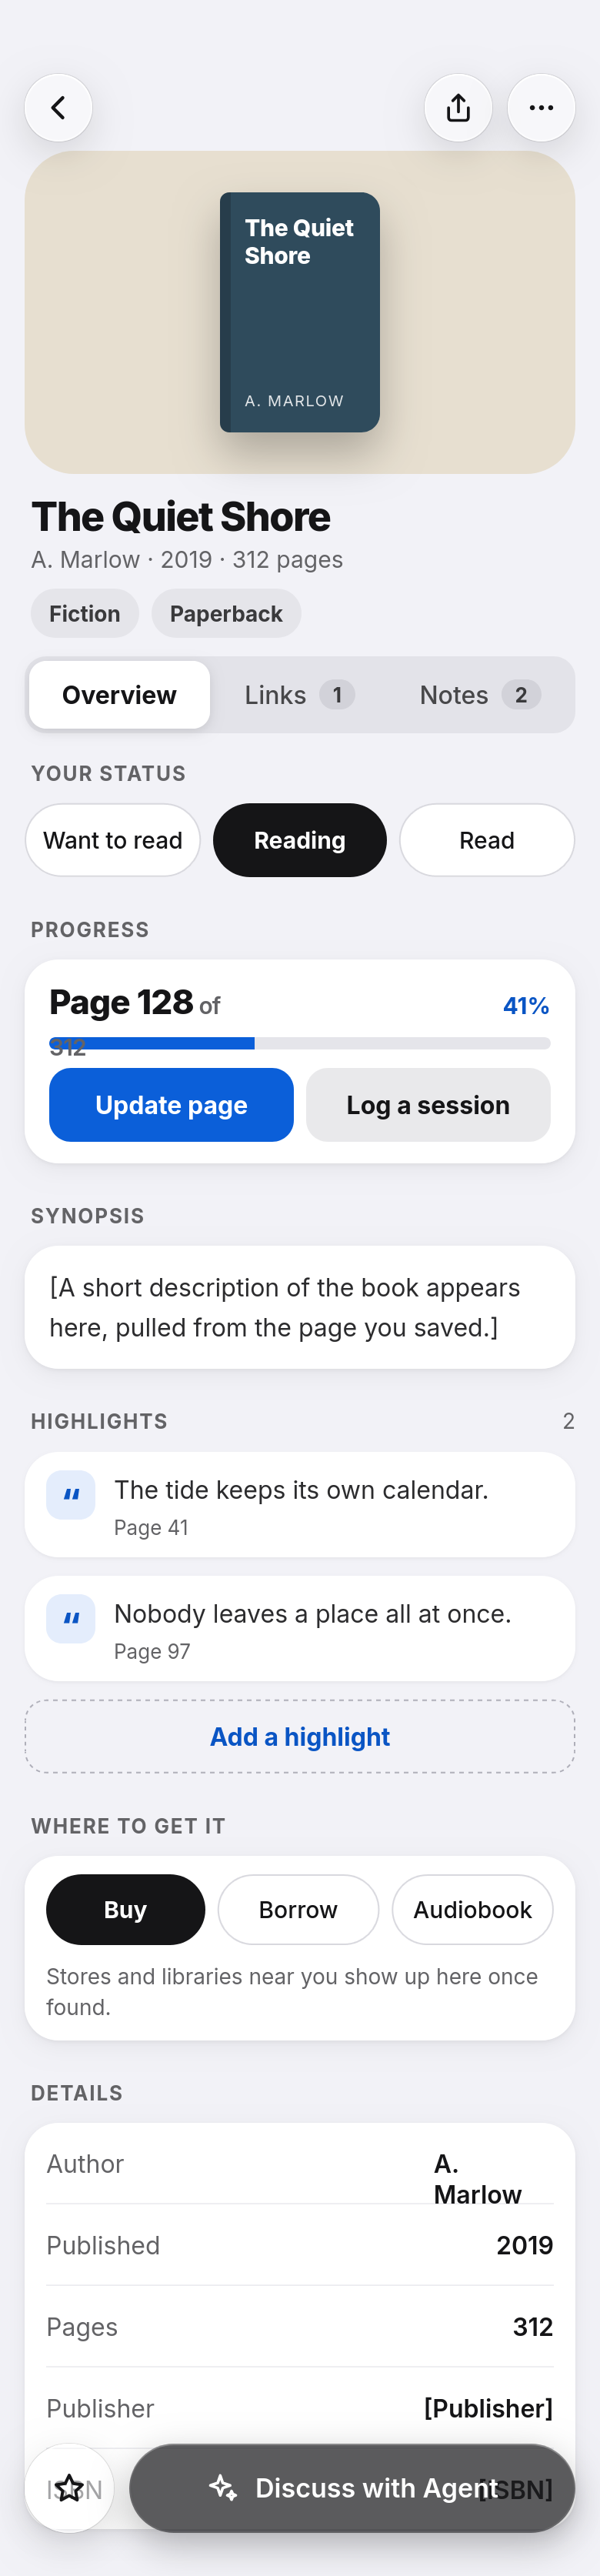 The Quiet
Shore
A. MARLOW
The Quiet Shore
A. Marlow · 2019 · 312 pages
Fiction Paperback
Overview Links 1 Notes 2
YOUR STATUS
Want to read Reading Read
PROGRESS
Page 128 of 41%
312
Update page Log a session
SYNOPSIS
[A short description of the book appears
here, pulled from the page you saved.]
HIGHLIGHTS 2
“ The tide keeps its own calendar.
Page 41
“ Nobody leaves a place all at once.
Page 97
Add a highlight
WHERE TO GET IT
Buy Borrow Audiobook
Stores and libraries near you show up here once
found.
DETAILS
Author A.
Marlow
Published 2019
Pages 312
Publisher [Publisher]
ISBN [ISBN]
Discuss with Agent